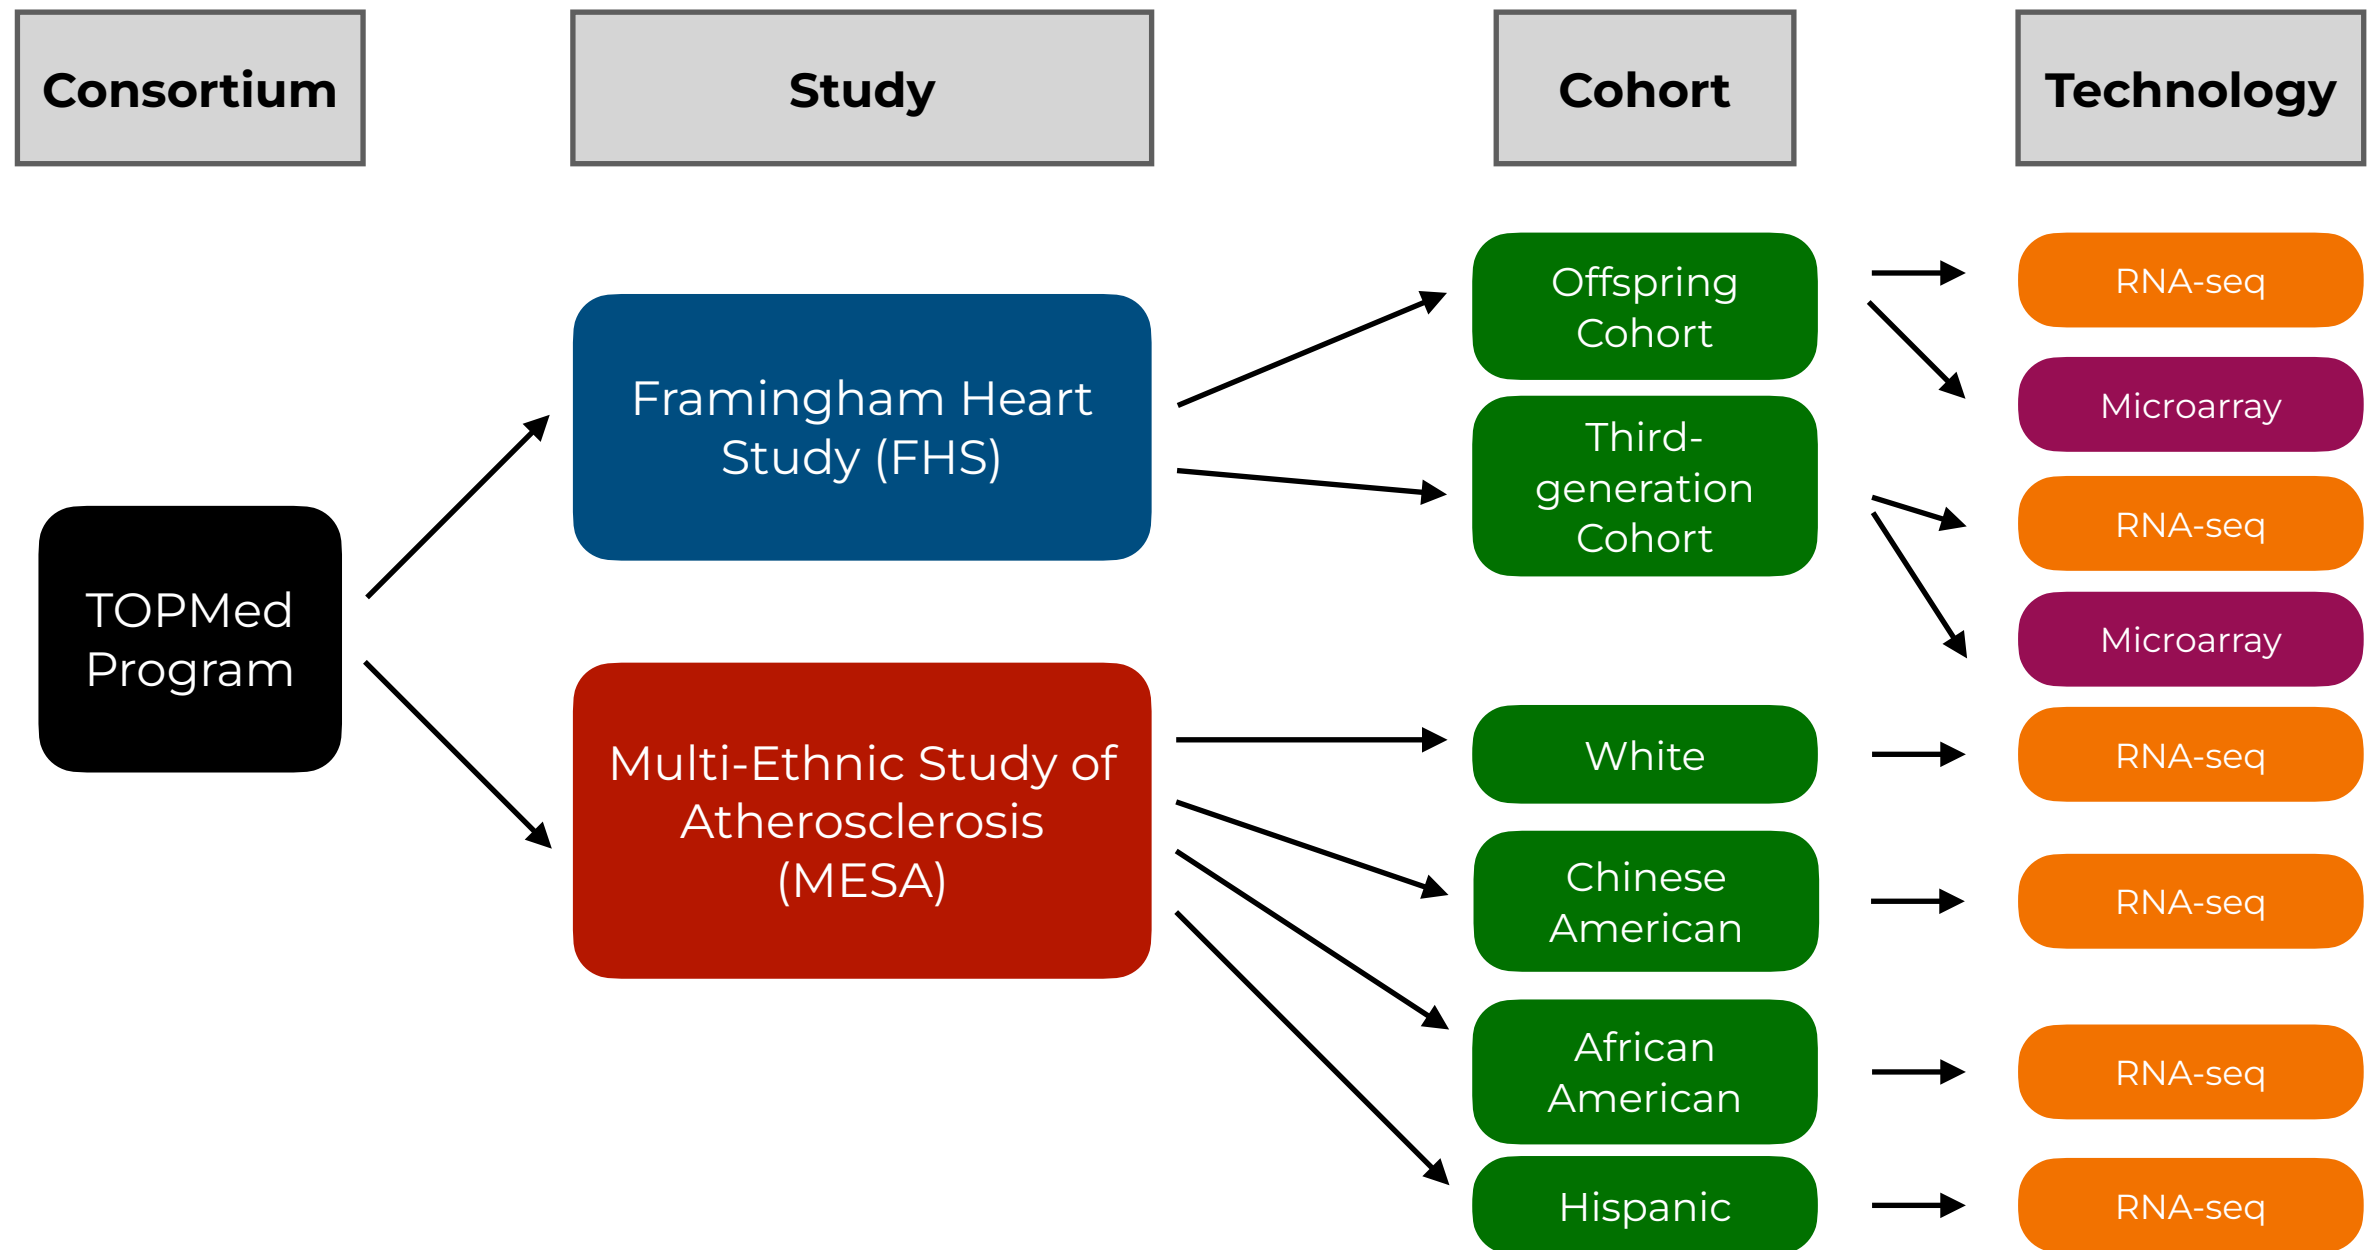 Consortium
Study
Cohort
Technology
TOPMed
Program
Framingham Heart
Study (FHS)
Multi-Ethnic Study of
Atherosclerosis
(MESA)
Offspring
Cohort
Third-
generation
Cohort
White
Chinese
American
African
American
Hispanic
RNA-seq
Microarray
RNA-seq
Microarray
RNA-seq
RNA-seq
RNA-seq
RNA-seq